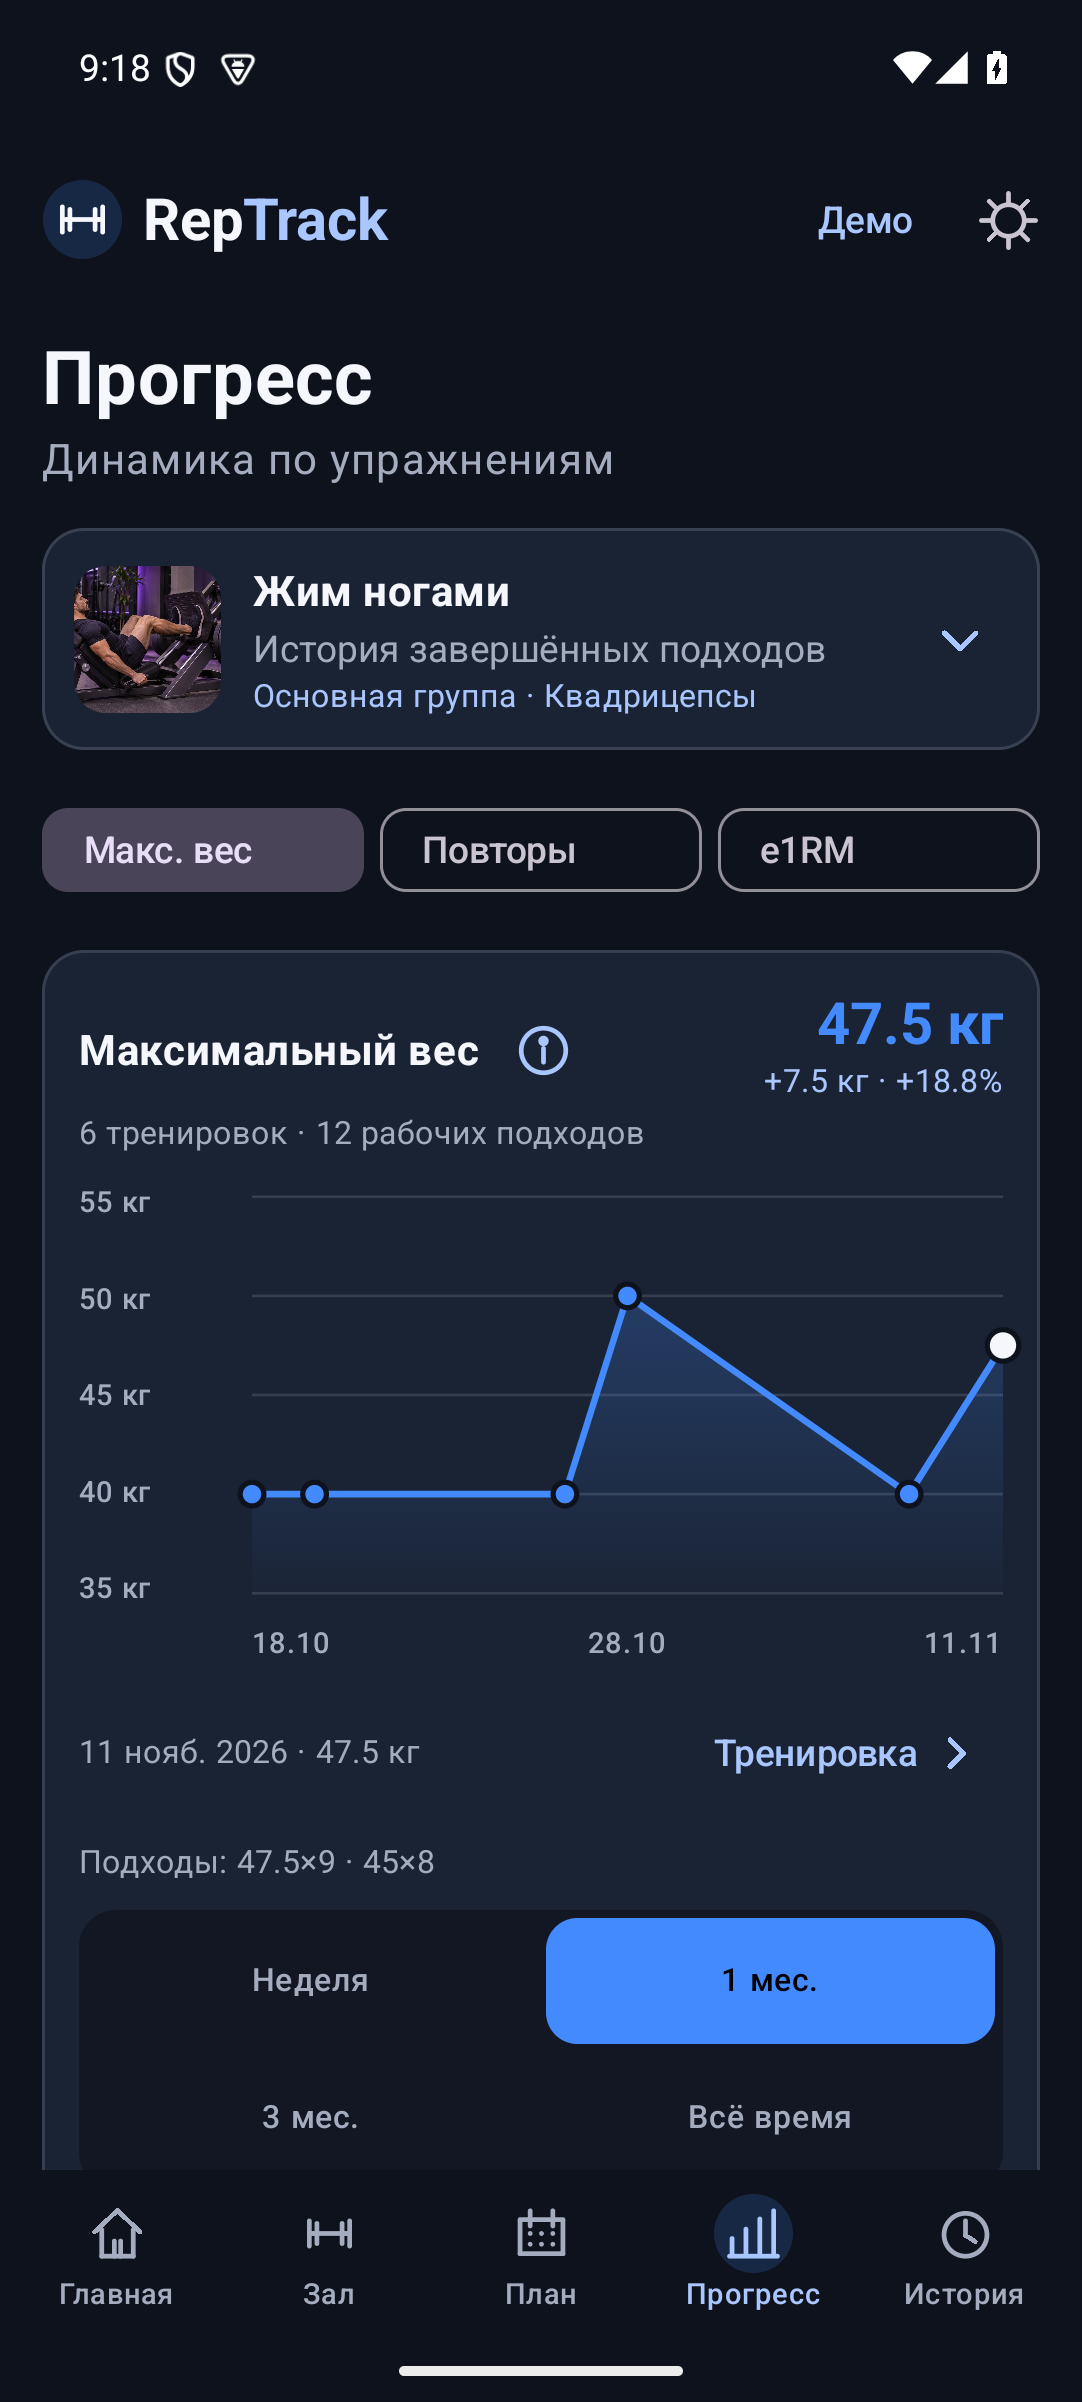 9:18
RepTrack
Демо
Прогресс
Динамика по упражнениям
Жим ногами
История завершённых подходов
Основная группа · Квадрицепсы
Макс. вес
Повторы
e1RM
Максимальный вес
47.5 кг
+7.5 кг · +18.8%
6 тренировок · 12 рабочих подходов
55 кг
50 кг
45 кг
40 кг
35 кг
18.10
28.10
11.11
11 нояб. 2026 · 47.5 кг
Тренировка
Подходы: 47.5×9 · 45×8
Неделя
1 мес.
3 мес.
Всё время
Главная
Зал
План
Прогресс
История